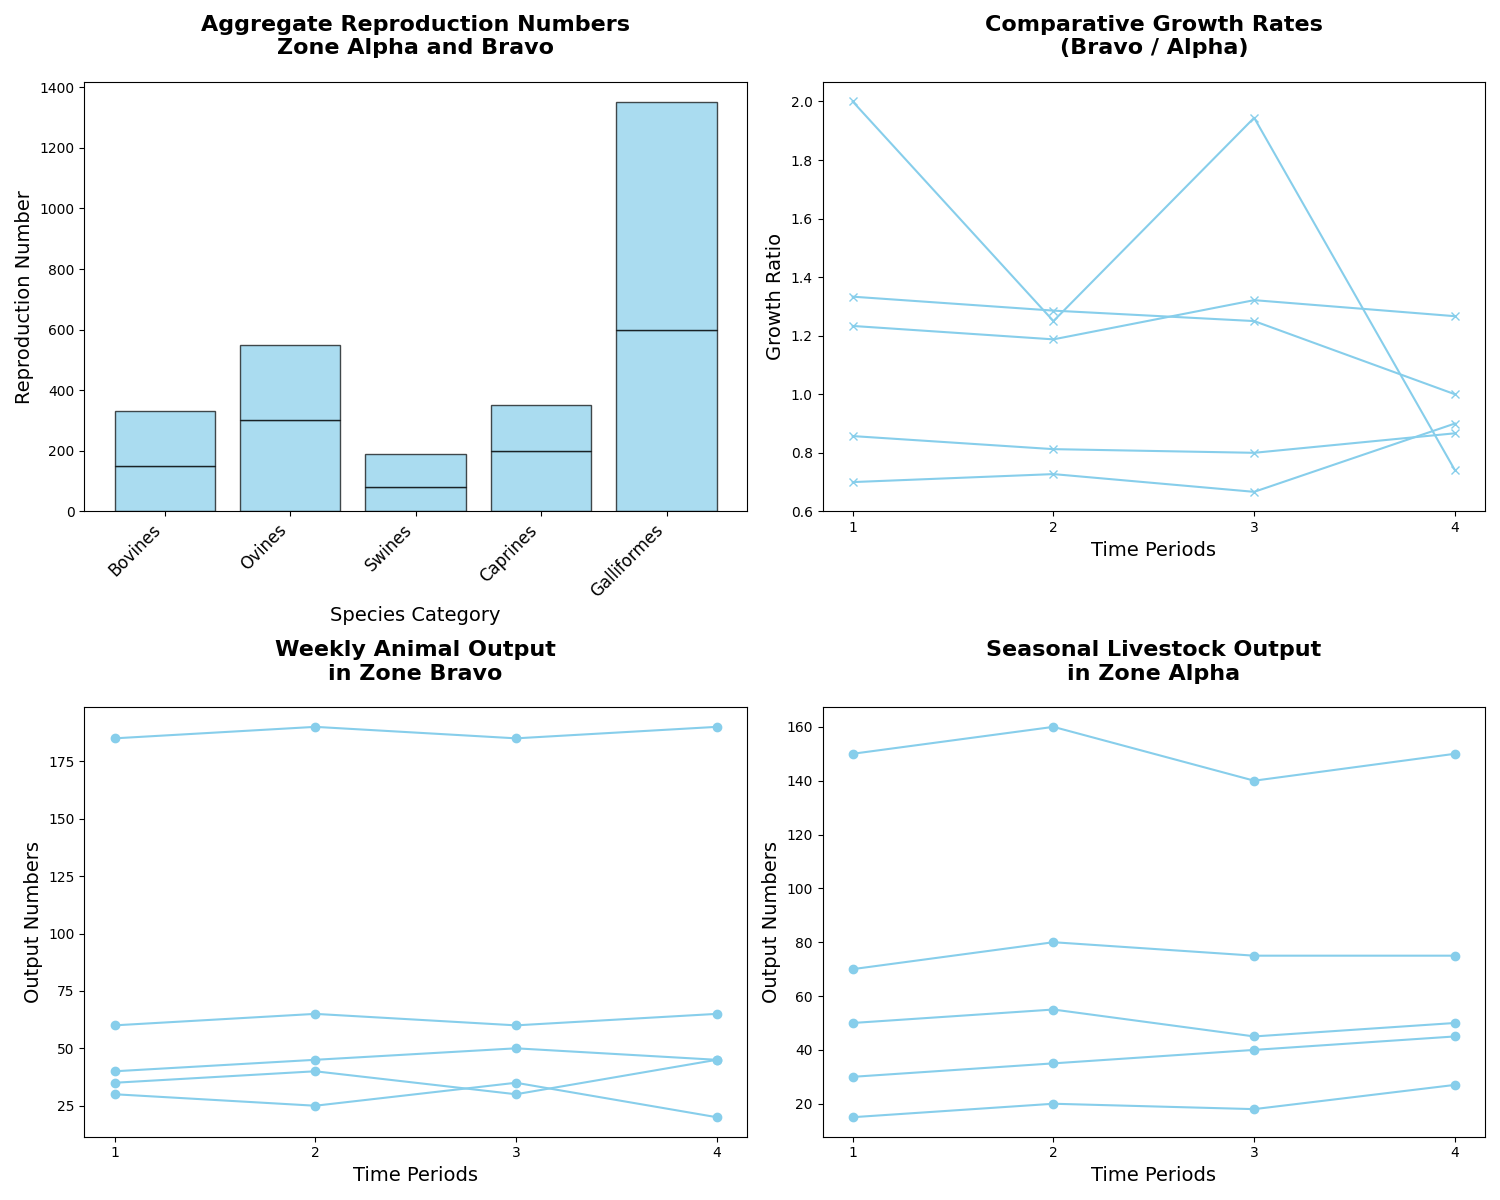 Aggregate Reproduction Numbers
Zone Alpha and Bravo
Reproduction Number
1400
1200
1000
800
600
400
200
0
Bovines
Ovines
Swines
Caprines
Galliformes
Species Category
Comparative Growth Rates
(Bravo / Alpha)
Growth Ratio
2.0
1.8
1.6
1.4
1.2
1.0
0.8
0.6
1 2 3 4
Time Periods
Weekly Animal Output
in Zone Bravo
Output Numbers
175
150
125
100
75
50
25
1 2 3 4
Time Periods
Seasonal Livestock Output
in Zone Alpha
Output Numbers
160
140
120
100
80
60
40
20
1 2 3 4
Time Periods